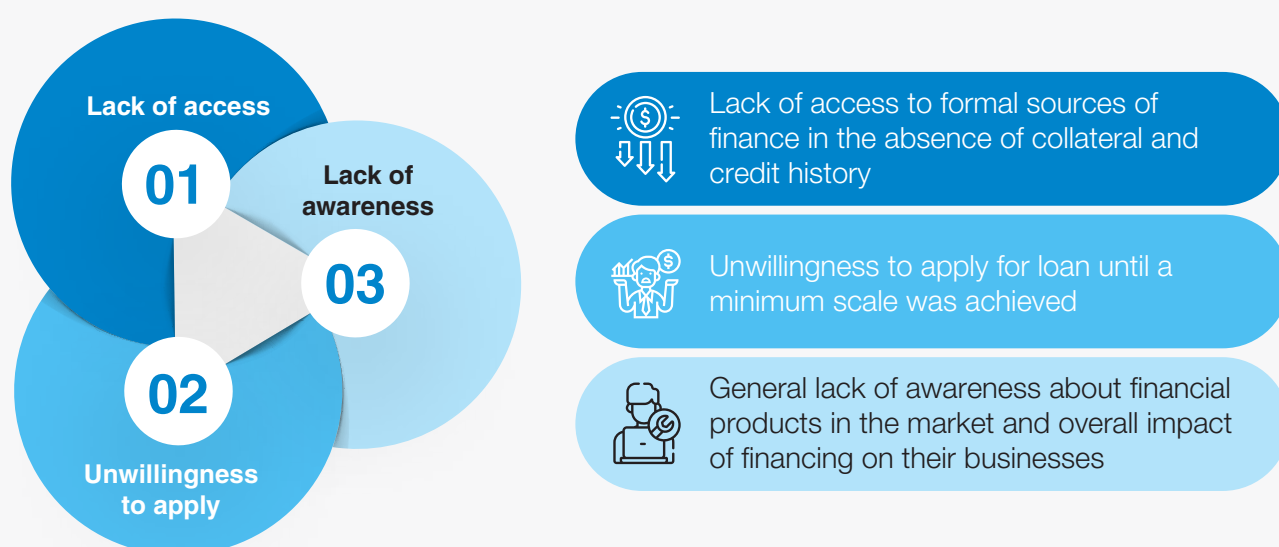 Lack of access
01
Unwillingness
to apply
02
Lack of
awareness
03
Lack of access to formal sources of
finance in the absence of collateral and
credit history
Unwillingness to apply for loan until a
minimum scale was achieved
General lack of awareness about financial
products in the market and overall impact
of financing on their businesses